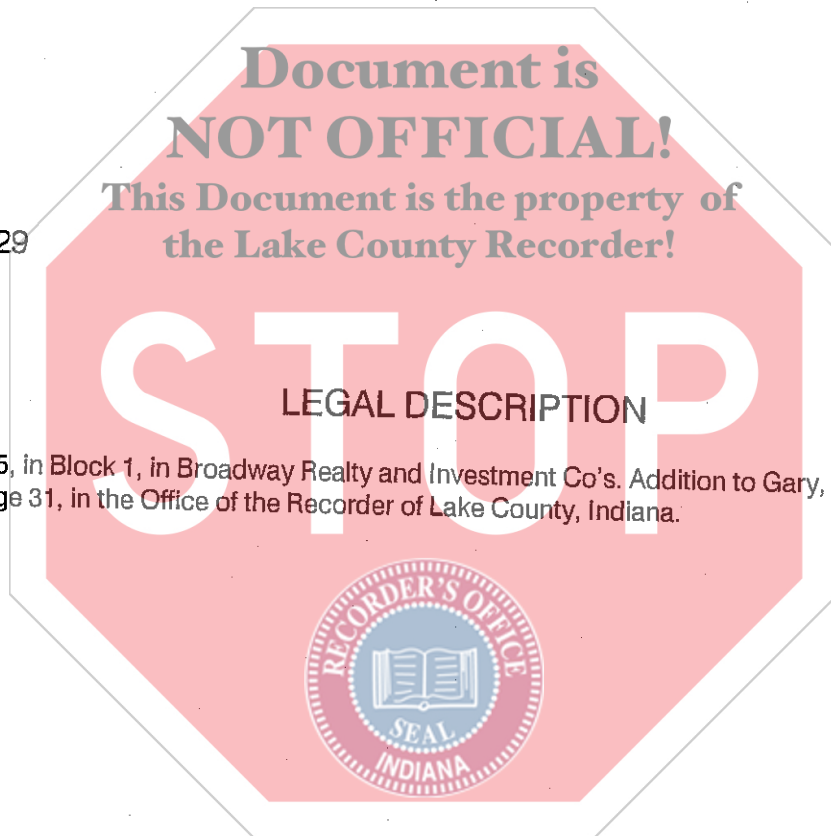 Document is
NOT OFFICIAL!
This Document is the property of
the Lake County Recorder!
29
STOP
LEGAL DESCRIPTION
5, in Block 1, in Broadway Realty and Investment Co's. Addition to Gary,
ge 31, in the Office of the Recorder of Lake County, Indiana.
RECORDER'S OFFICE
SEAL
INDIANA